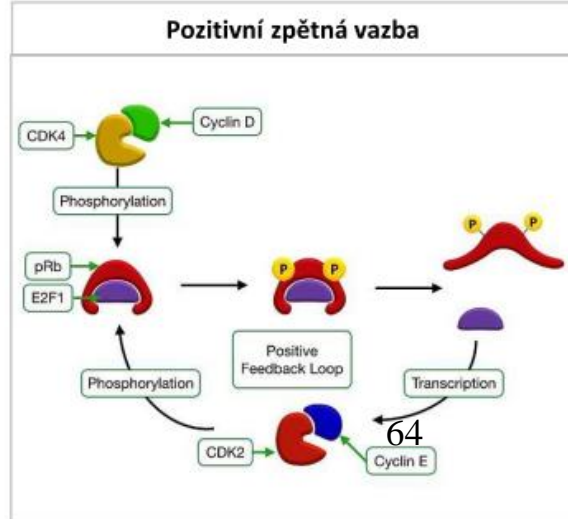 Pozitivní zpětná vazba
Cyclin D
CDK4
Phosphorylation
P P
pRb
P P
E2F1
Positive
Feedback Loop
Phosphorylation
Transcription
64
CDK2
Cyclin E